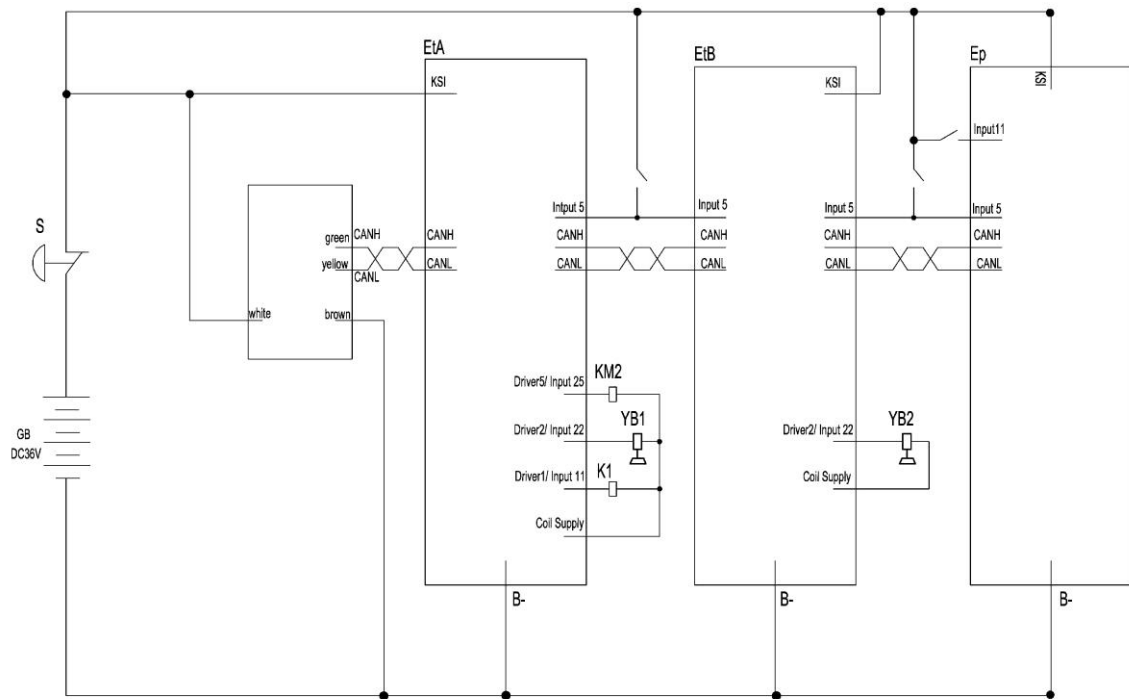 EtA
EtB
Ep
KSI
KSI
KSI
Input11
S
Intput 5
Input 5
Input 5
Input 5
green
CANH
CANH
CANH
CANH
CANH
CANH
yellow
CANL
CANL
CANL
CANL
CANL
CANL
white
brown
GB
DC36V
Driver5/ Input 25
KM2
Driver2/ Input 22
YB1
Driver1/ Input 11
K1
Coil Supply
Driver2/ Input 22
YB2
Coil Supply
B-
B-
B-